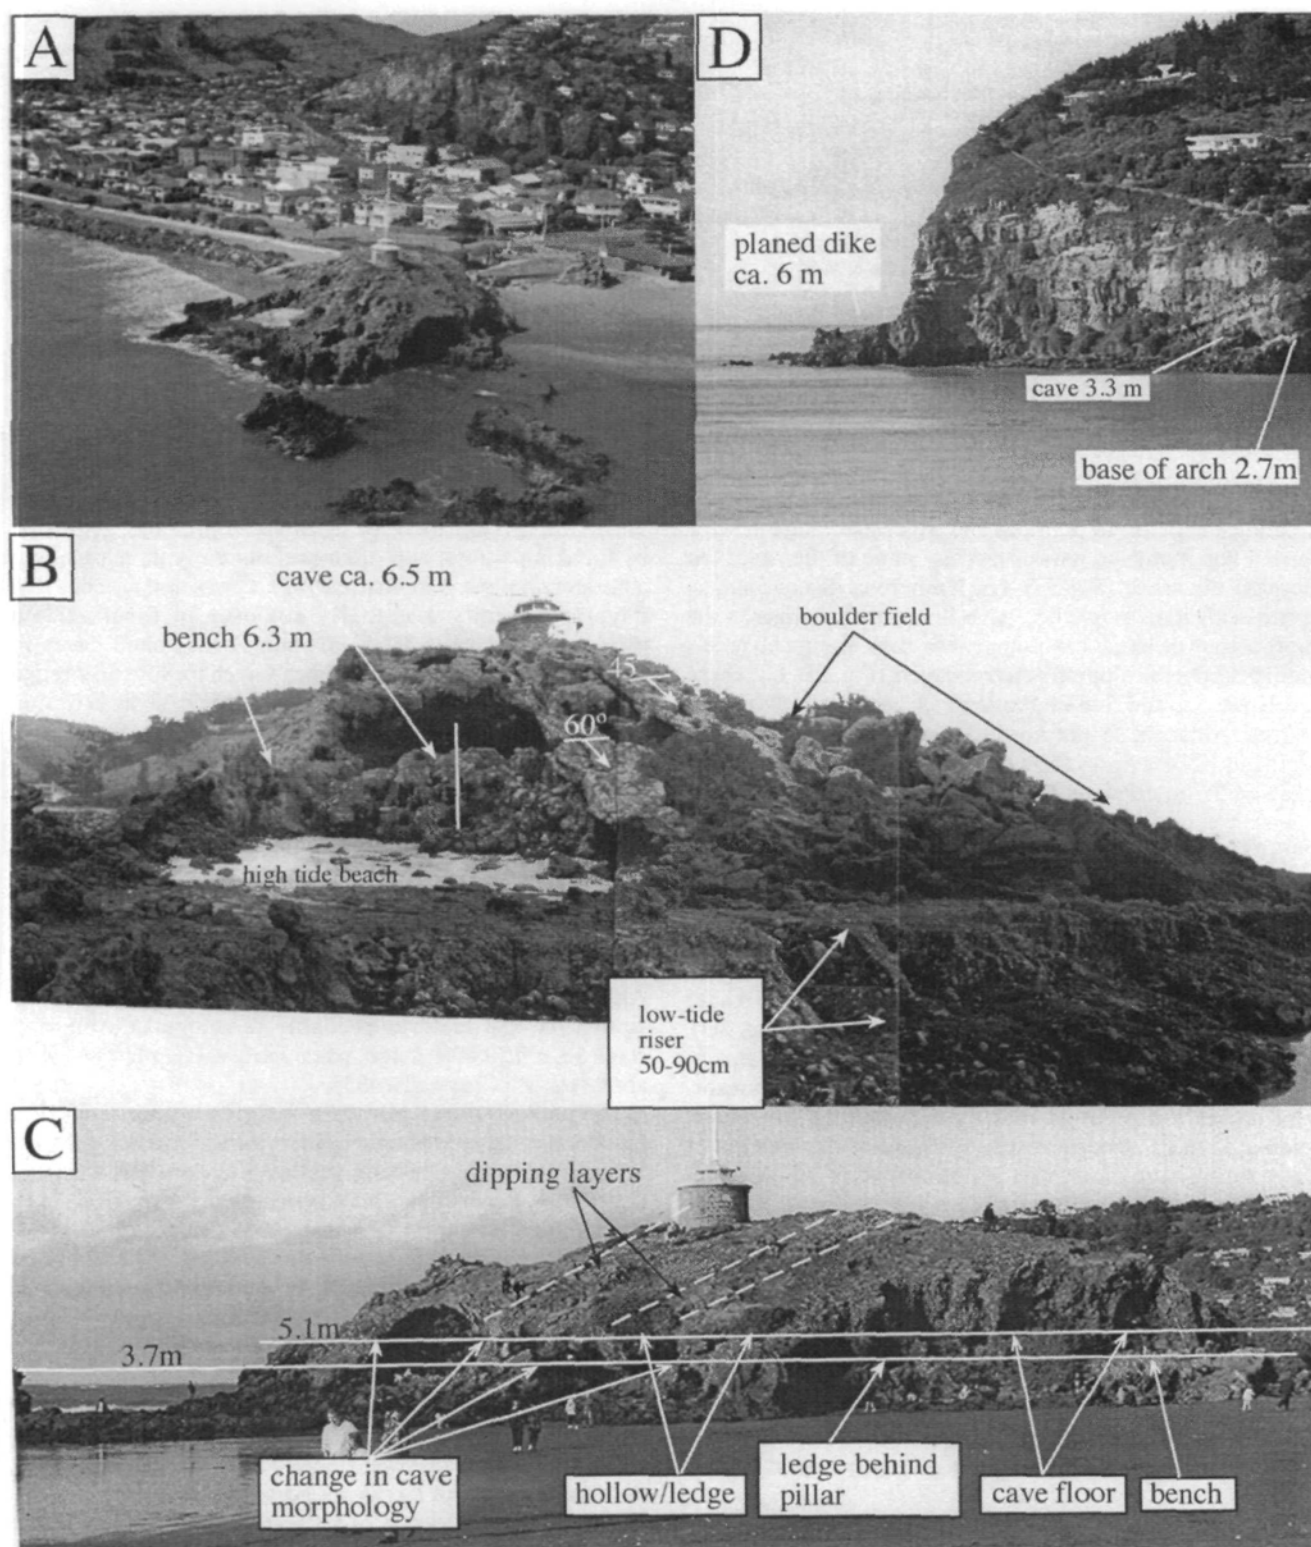 A
D
planed dike
ca. 6 m
cave 3.3 m
base of arch 2.7m
B
cave ca. 6.5 m
bench 6.3 m
boulder field
45
60°
high tide beach
low-tide
riser
50-90cm
C
dipping layers
5.1m
3.7m
change in cave
morphology
hollow/ledge
ledge behind
pillar
cave floor
bench